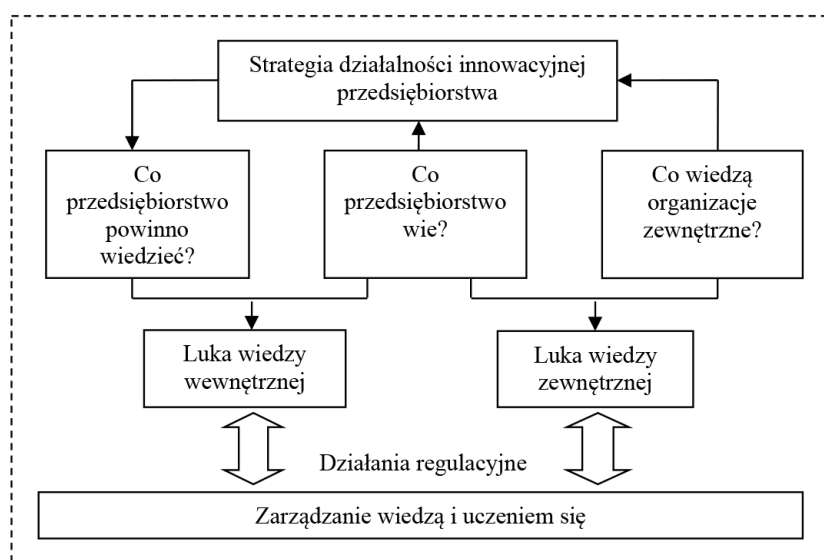 Strategia działalności innowacyjnej
przedsiębiorstwa
Co
przedsiębiorstwo
powinno
wiedzieć?
Co
przedsiębiorstwo
wie?
Co wiedzą
organizacje
zewnętrzne?
Luka wiedzy
wewnętrznej
Luka wiedzy
zewnętrznej
Działania regulacyjne
Zarządzanie wiedzą i uczeniem się